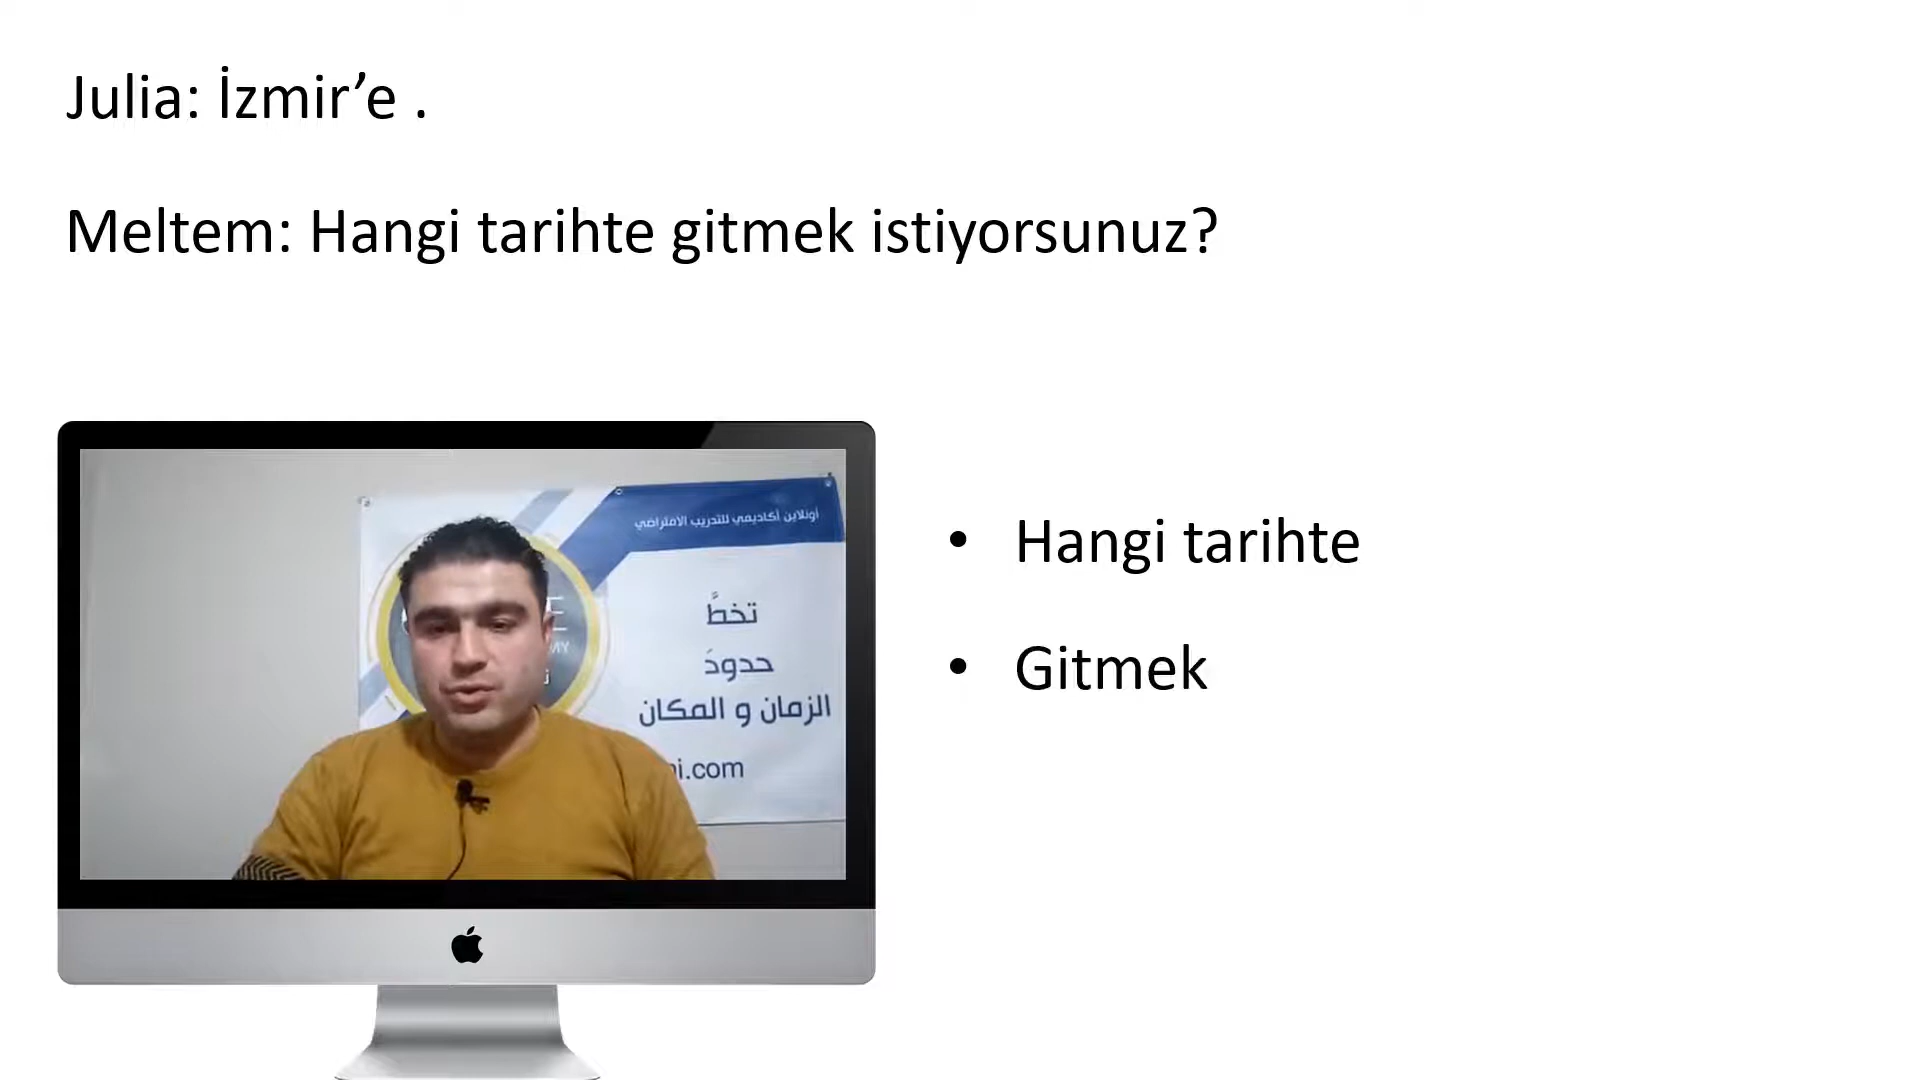 Julia: İzmir’e .
Meltem: Hangi tarihte gitmek istiyorsunuz?
أونلاين أكاديمي للتدريب الافتراضي
تخطَّ
حدودَ
الزمان و المكان
.com
• Hangi tarihte
• Gitmek